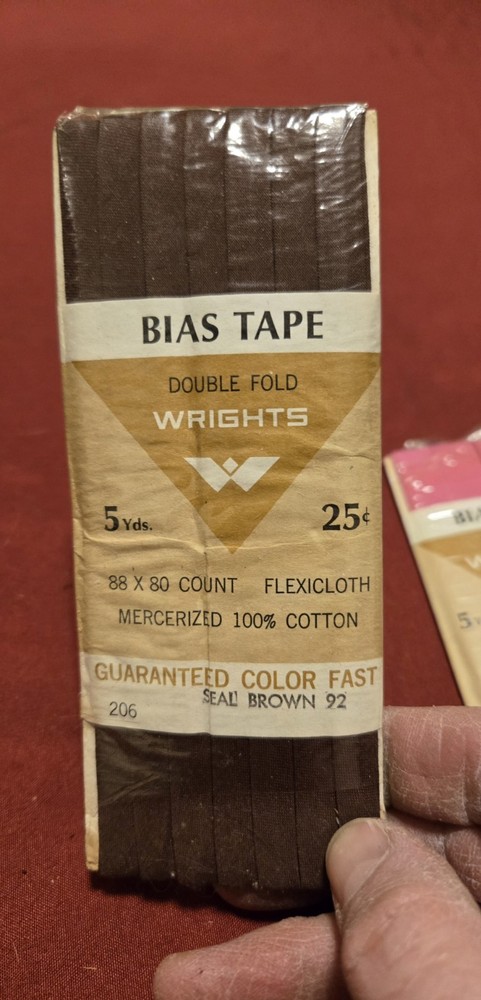 BIAS TAPE
DOUBLE FOLD
WRIGHTS
5 Yds. 25¢
88 X 80 COUNT FLEXICLOTH
MERCERIZED 100% COTTON
GUARANTEED COLOR FAST
SEAL BROWN 92
206
5